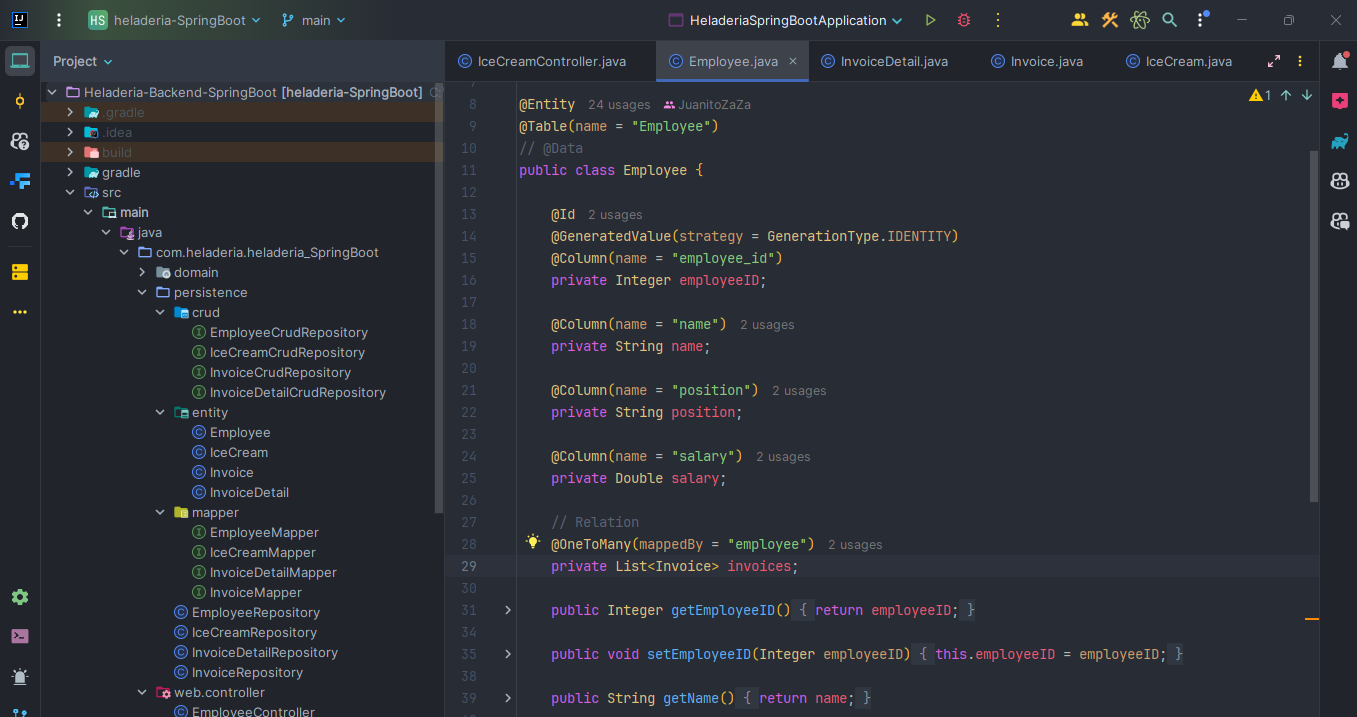 HS heladeria-SpringBoot main HeladeriaSpringBootApplication
Project
IceCreamController.java Employee.java InvoiceDetail.java Invoice.java IceCream.java
Heladeria-Backend-SpringBoot [heladeria-SpringBoot]
.gradle
.idea
build
gradle
src
main
java
com.heladeria.heladeria_SpringBoot
domain
persistence
crud
EmployeeCrudRepository
IceCreamCrudRepository
InvoiceCrudRepository
InvoiceDetailCrudRepository
entity
Employee
IceCream
Invoice
InvoiceDetail
mapper
EmployeeMapper
IceCreamMapper
InvoiceDetailMapper
InvoiceMapper
EmployeeRepository
IceCreamRepository
InvoiceDetailRepository
InvoiceRepository
web.controller
EmployeeController
1
8 @Entity 24 usages JuanitoZaZa
9 @Table(name = "Employee")
10 // @Data
11 public class Employee {
12
13 @Id 2 usages
14 @GeneratedValue(strategy = GenerationType.IDENTITY)
15 @Column(name = "employee_id")
16 private Integer employeeID;
17
18 @Column(name = "name") 2 usages
19 private String name;
20
21 @Column(name = "position") 2 usages
22 private String position;
23
24 @Column(name = "salary") 2 usages
25 private Double salary;
26
27 // Relation
28 @OneToMany(mappedBy = "employee") 2 usages
29 private List<Invoice> invoices;
30
31 public Integer getEmployeeID() { return employeeID; }
34
35 public void setEmployeeID(Integer employeeID) { this.employeeID = employeeID; }
38
39 public String getName() { return name; }